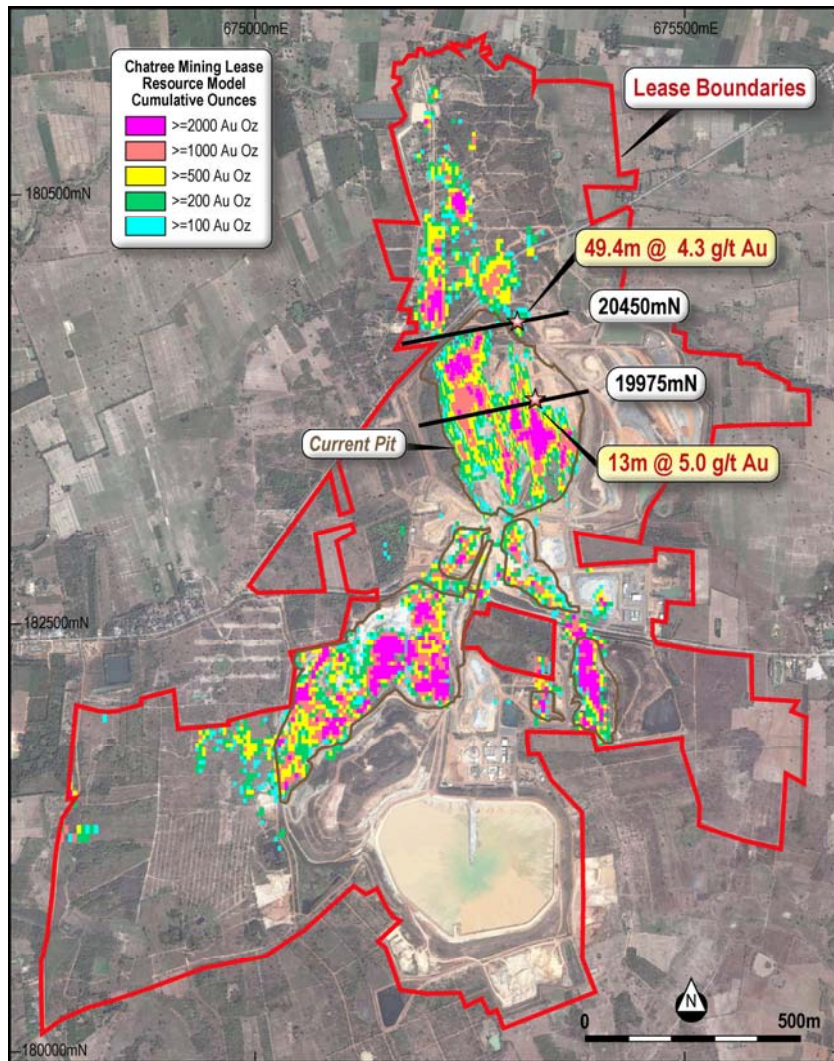 675000mE
675500mE
Chatree Mining Lease
Resource Model
Cumulative Ounces
>=2000 Au Oz
>=1000 Au Oz
>=500 Au Oz
>=200 Au Oz
>=100 Au Oz
Lease Boundaries
180500mN
49.4m @ 4.3 g/t Au
20450mN
19975mN
Current Pit
13m @ 5.0 g/t Au
182500mN
N
0
500m
180000mN